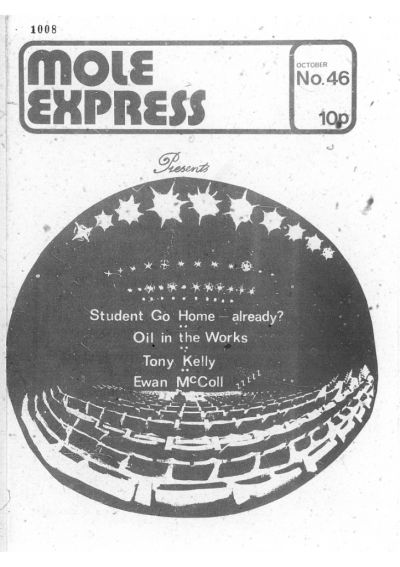 1008
MOLE
EXPRESS
OCTOBER
No.46
10p
Presents
Student Go Home – already?
Oil in the Works
Tony Kelly
Ewan McColl zzzzz